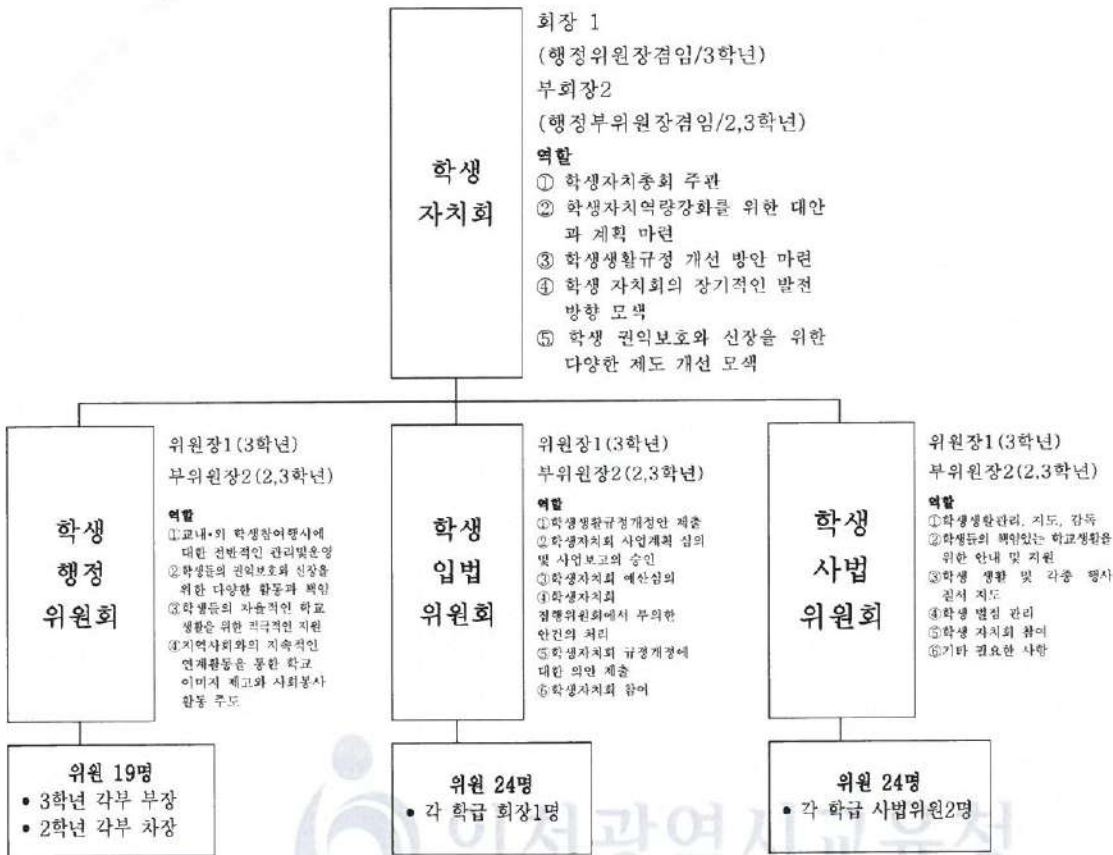 회장 1
(행정위원장겸임/3학년)
부회장2
(행정부위원장겸임/2,3학년)
학생
자치회
역할
① 학생자치총회 주관
② 학생자치역량강화를 위한 대안
과 계획 마련
③ 학생생활규정 개선 방안 마련
④ 학생 자치회의 장기적인 발전
방향 모색
⑤ 학생 권익보호와 신장을 위한
다양한 제도 개선 모색
학생
행정
위원회
위원장1(3학년)
부위원장2(2,3학년)
역할
①교내•외 학생참여행사에
대한 전반적인 관리및운영
②학생들의 권익보호와 신장을
위한 다양한 활동과 책임
③학생들의 자율적인 학교
생활을 위한 적극적인 지원
④지역사회와의 지속적인
연계활동을 통한 학교
이미지 제고와 사회봉사
활동 주도
위원 19명
• 3학년 각부 부장
• 2학년 각부 차장
학생
입법
위원회
위원장1(3학년)
부위원장2(2,3학년)
역할
①학생생활규정개정안 제출
②학생자치회 사업계획 심의
및 사업보고의 승인
③학생자치회 예산심의
④학생자치회
집행위원회에서 부의한
안건의 처리
⑤학생자치회 규정개정에
대한 의안 제출
⑥학생자치회 참여
위원 24명
• 각 학급 회장1명
학생
사법
위원회
위원장1(3학년)
부위원장2(2,3학년)
역할
①학생생활관리, 지도, 감독
②학생들의 책임있는 학교생활을
위한 안내 및 지원
③학생 생활 및 각종 행사
질서 지도
④학생 벌점 관리
⑤학생 자치회 참여
⑥기타 필요한 사항
위원 24명
• 각 학급 사법위원2명